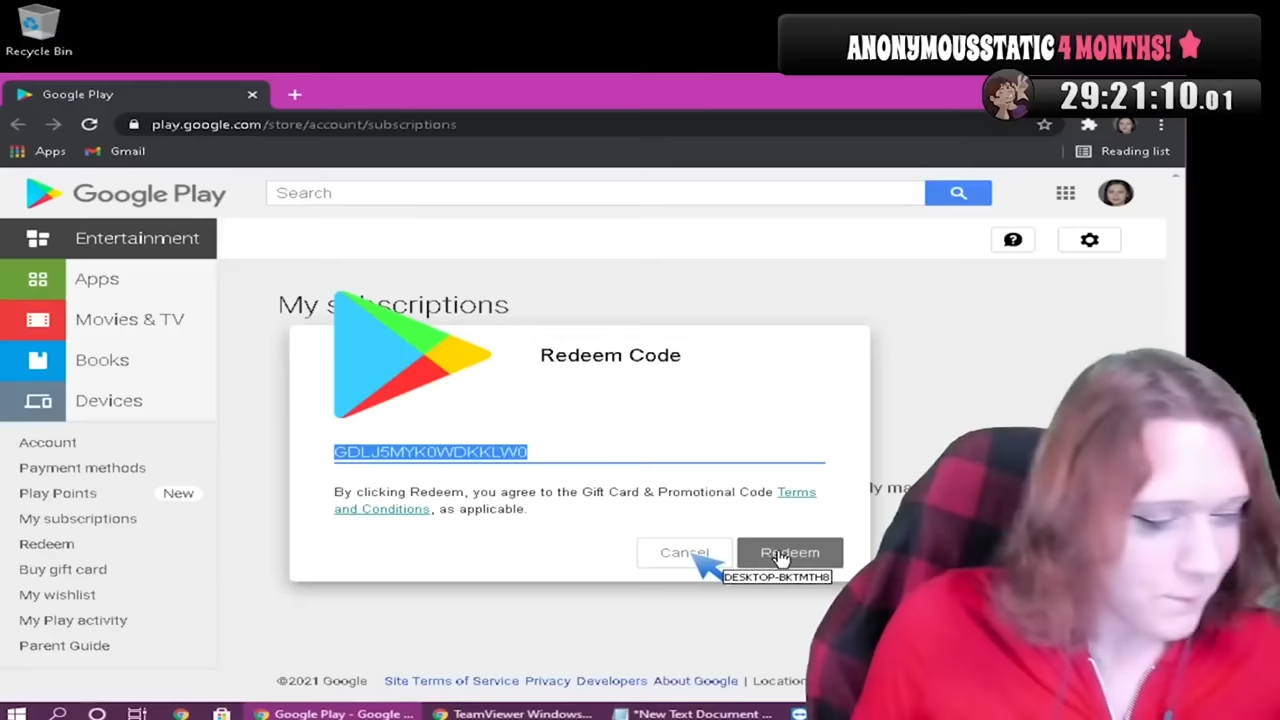 Recycle Bin
ANONYMOUSSTATIC 4 MONTHS!
29:21:10.01
Google Play
play.google.com/store/account/subscriptions
Apps
Gmail
Reading list
Google Play
Search
Entertainment
Apps
My subscriptions
Movies & TV
Redeem Code
Books
Devices
Account
GDLJ5MYK0WDKKLW0
Payment methods
Play Points
New
By clicking Redeem, you agree to the Gift Card & Promotional Code Terms
and Conditions, as applicable.
My subscriptions
Redeem
Cancel
Redeem
Buy gift card
DESKTOP-BKTMTH8
My wishlist
My Play activity
Parent Guide
©2021 Google
Site Terms of Service
Privacy
Developers
About Google
| Location
Google Play - Google ...
TeamViewer Windows...
*New Text Document ...